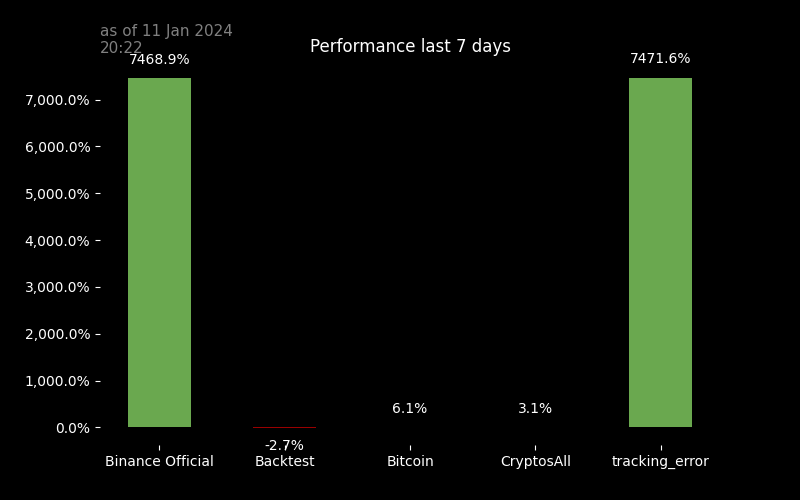 as of 11 Jan 2024
20:22
Performance last 7 days
7468.9%
7471.6%
7,000.0%
6,000.0%
5,000.0%
4,000.0%
3,000.0%
2,000.0%
1,000.0%
6.1%
3.1%
0.0%
-2.7%
Binance Official
Backtest
Bitcoin
CryptosAll
tracking_error